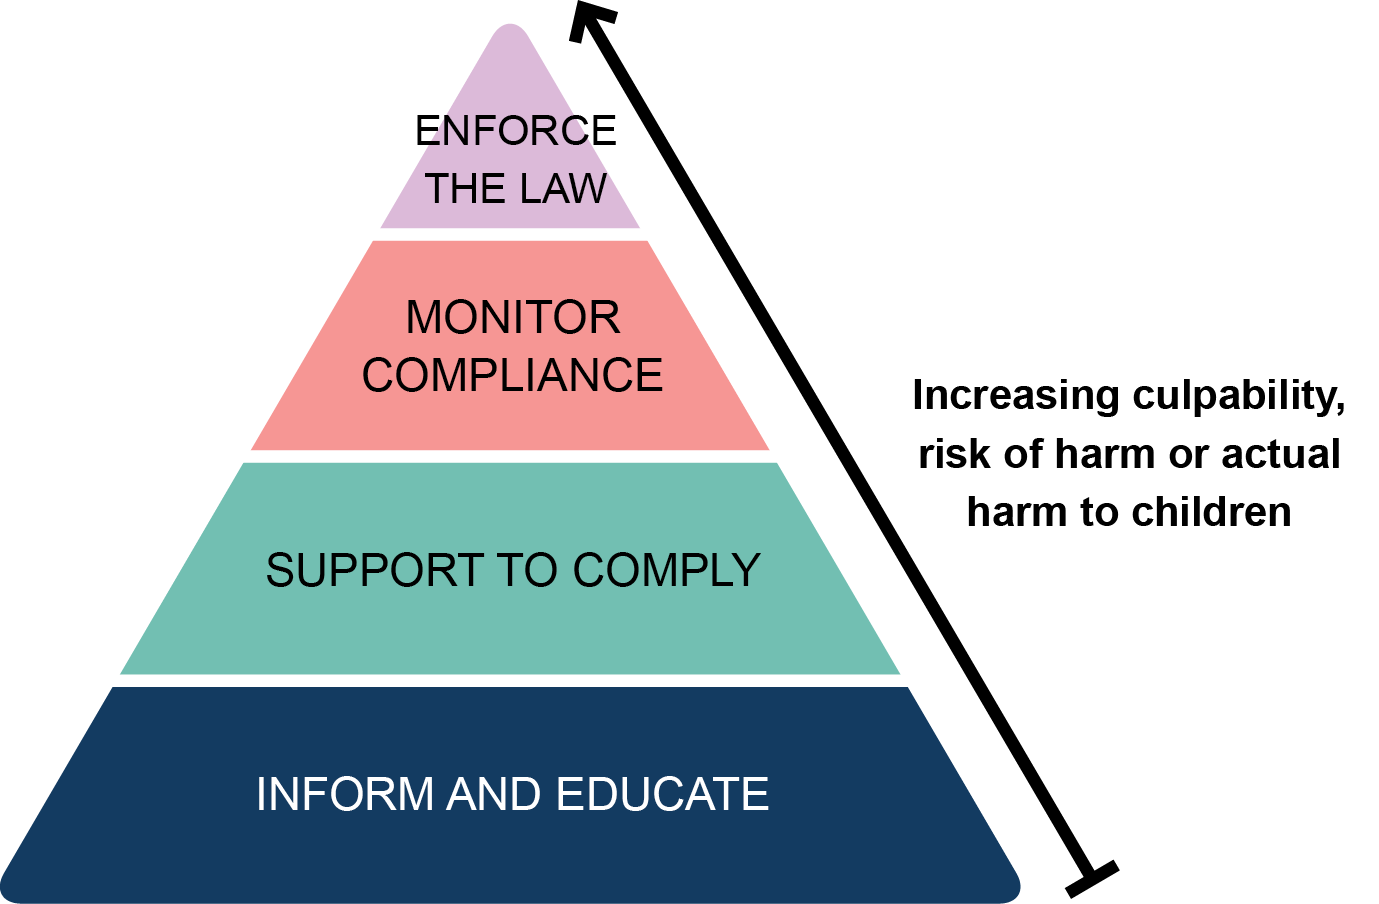 ENFORCE
THE LAW
MONITOR
COMPLIANCE
Increasing culpability,
risk of harm or actual
harm to children
SUPPORT TO COMPLY
INFORM AND EDUCATE